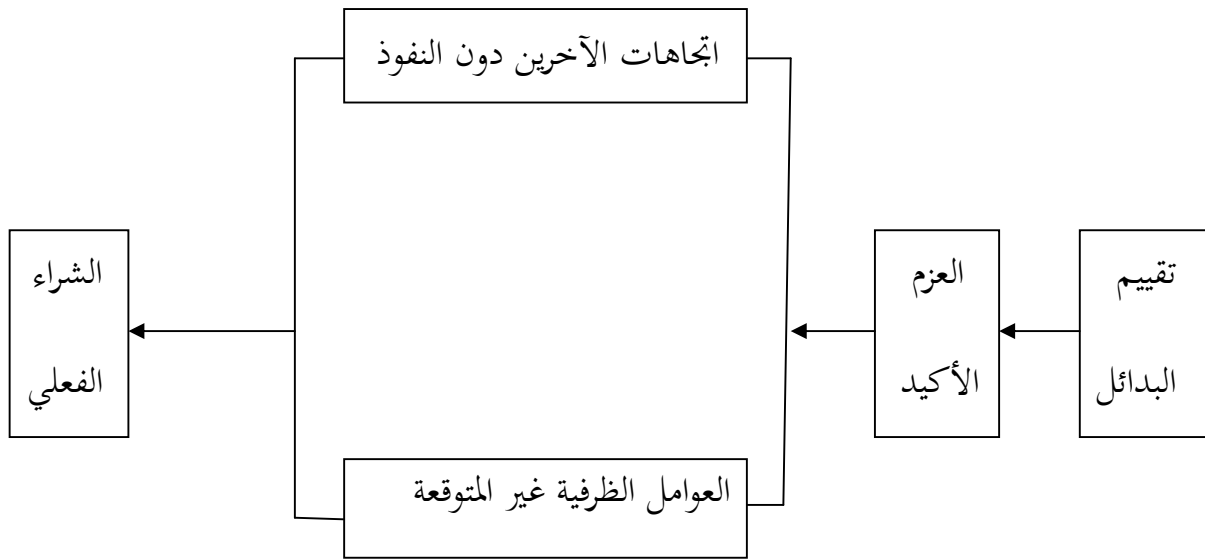 اتجاهات الآخرين دون النفوذ
تقييم
البدائل
العزم
الأكيد
الشراء
الفعلي
العوامل الظرفية غير المتوقعة